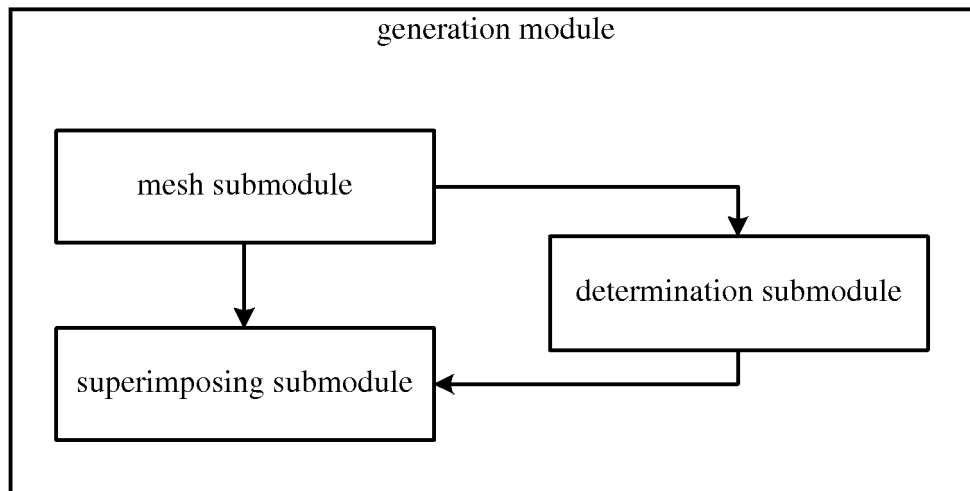 generation module
mesh submodule
determination submodule
superimposing submodule